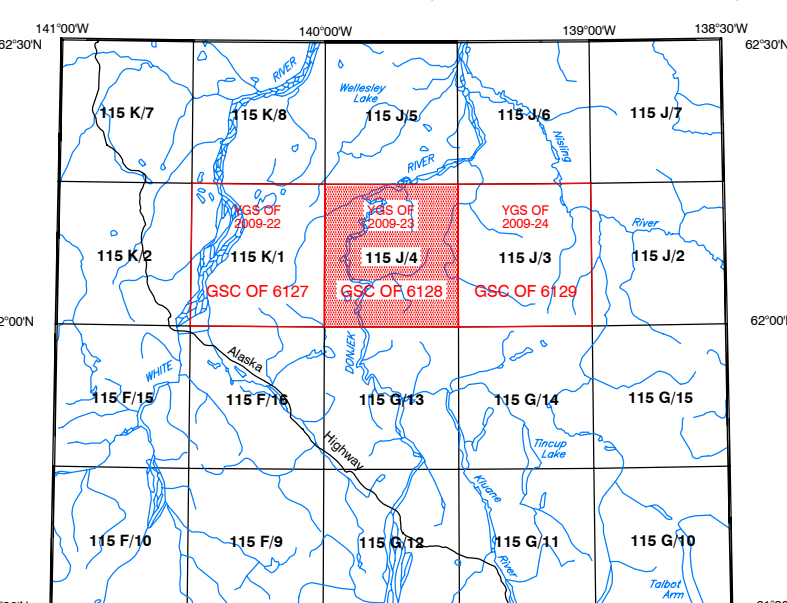 141°00'W
140°00'W
139°00'W
138°30'W
62°30'N
62°30'N
RIVER
Wellesley
Lake
115 K/7
115 K/8
115 J/5
115 J/6
115 J/7
Nisling
RIVER
YGS OF
2009-22
YGS OF
2009-23
YGS OF
2009-24
River
115 K/2
115 K/1
115 J/4
115 J/3
115 J/2
GSC OF 6127
GSC OF 6128
GSC OF 6129
2°00'N
62°00'N
DONJEK
Alaska
WHITE
115 F/15
115 F/16
115 G/13
115 G/14
115 G/15
Highway
Tincup
Lake
Kluane
115 F/10
115 F/9
115 G/12
115 G/11
115 G/10
River
Talbot
Arm